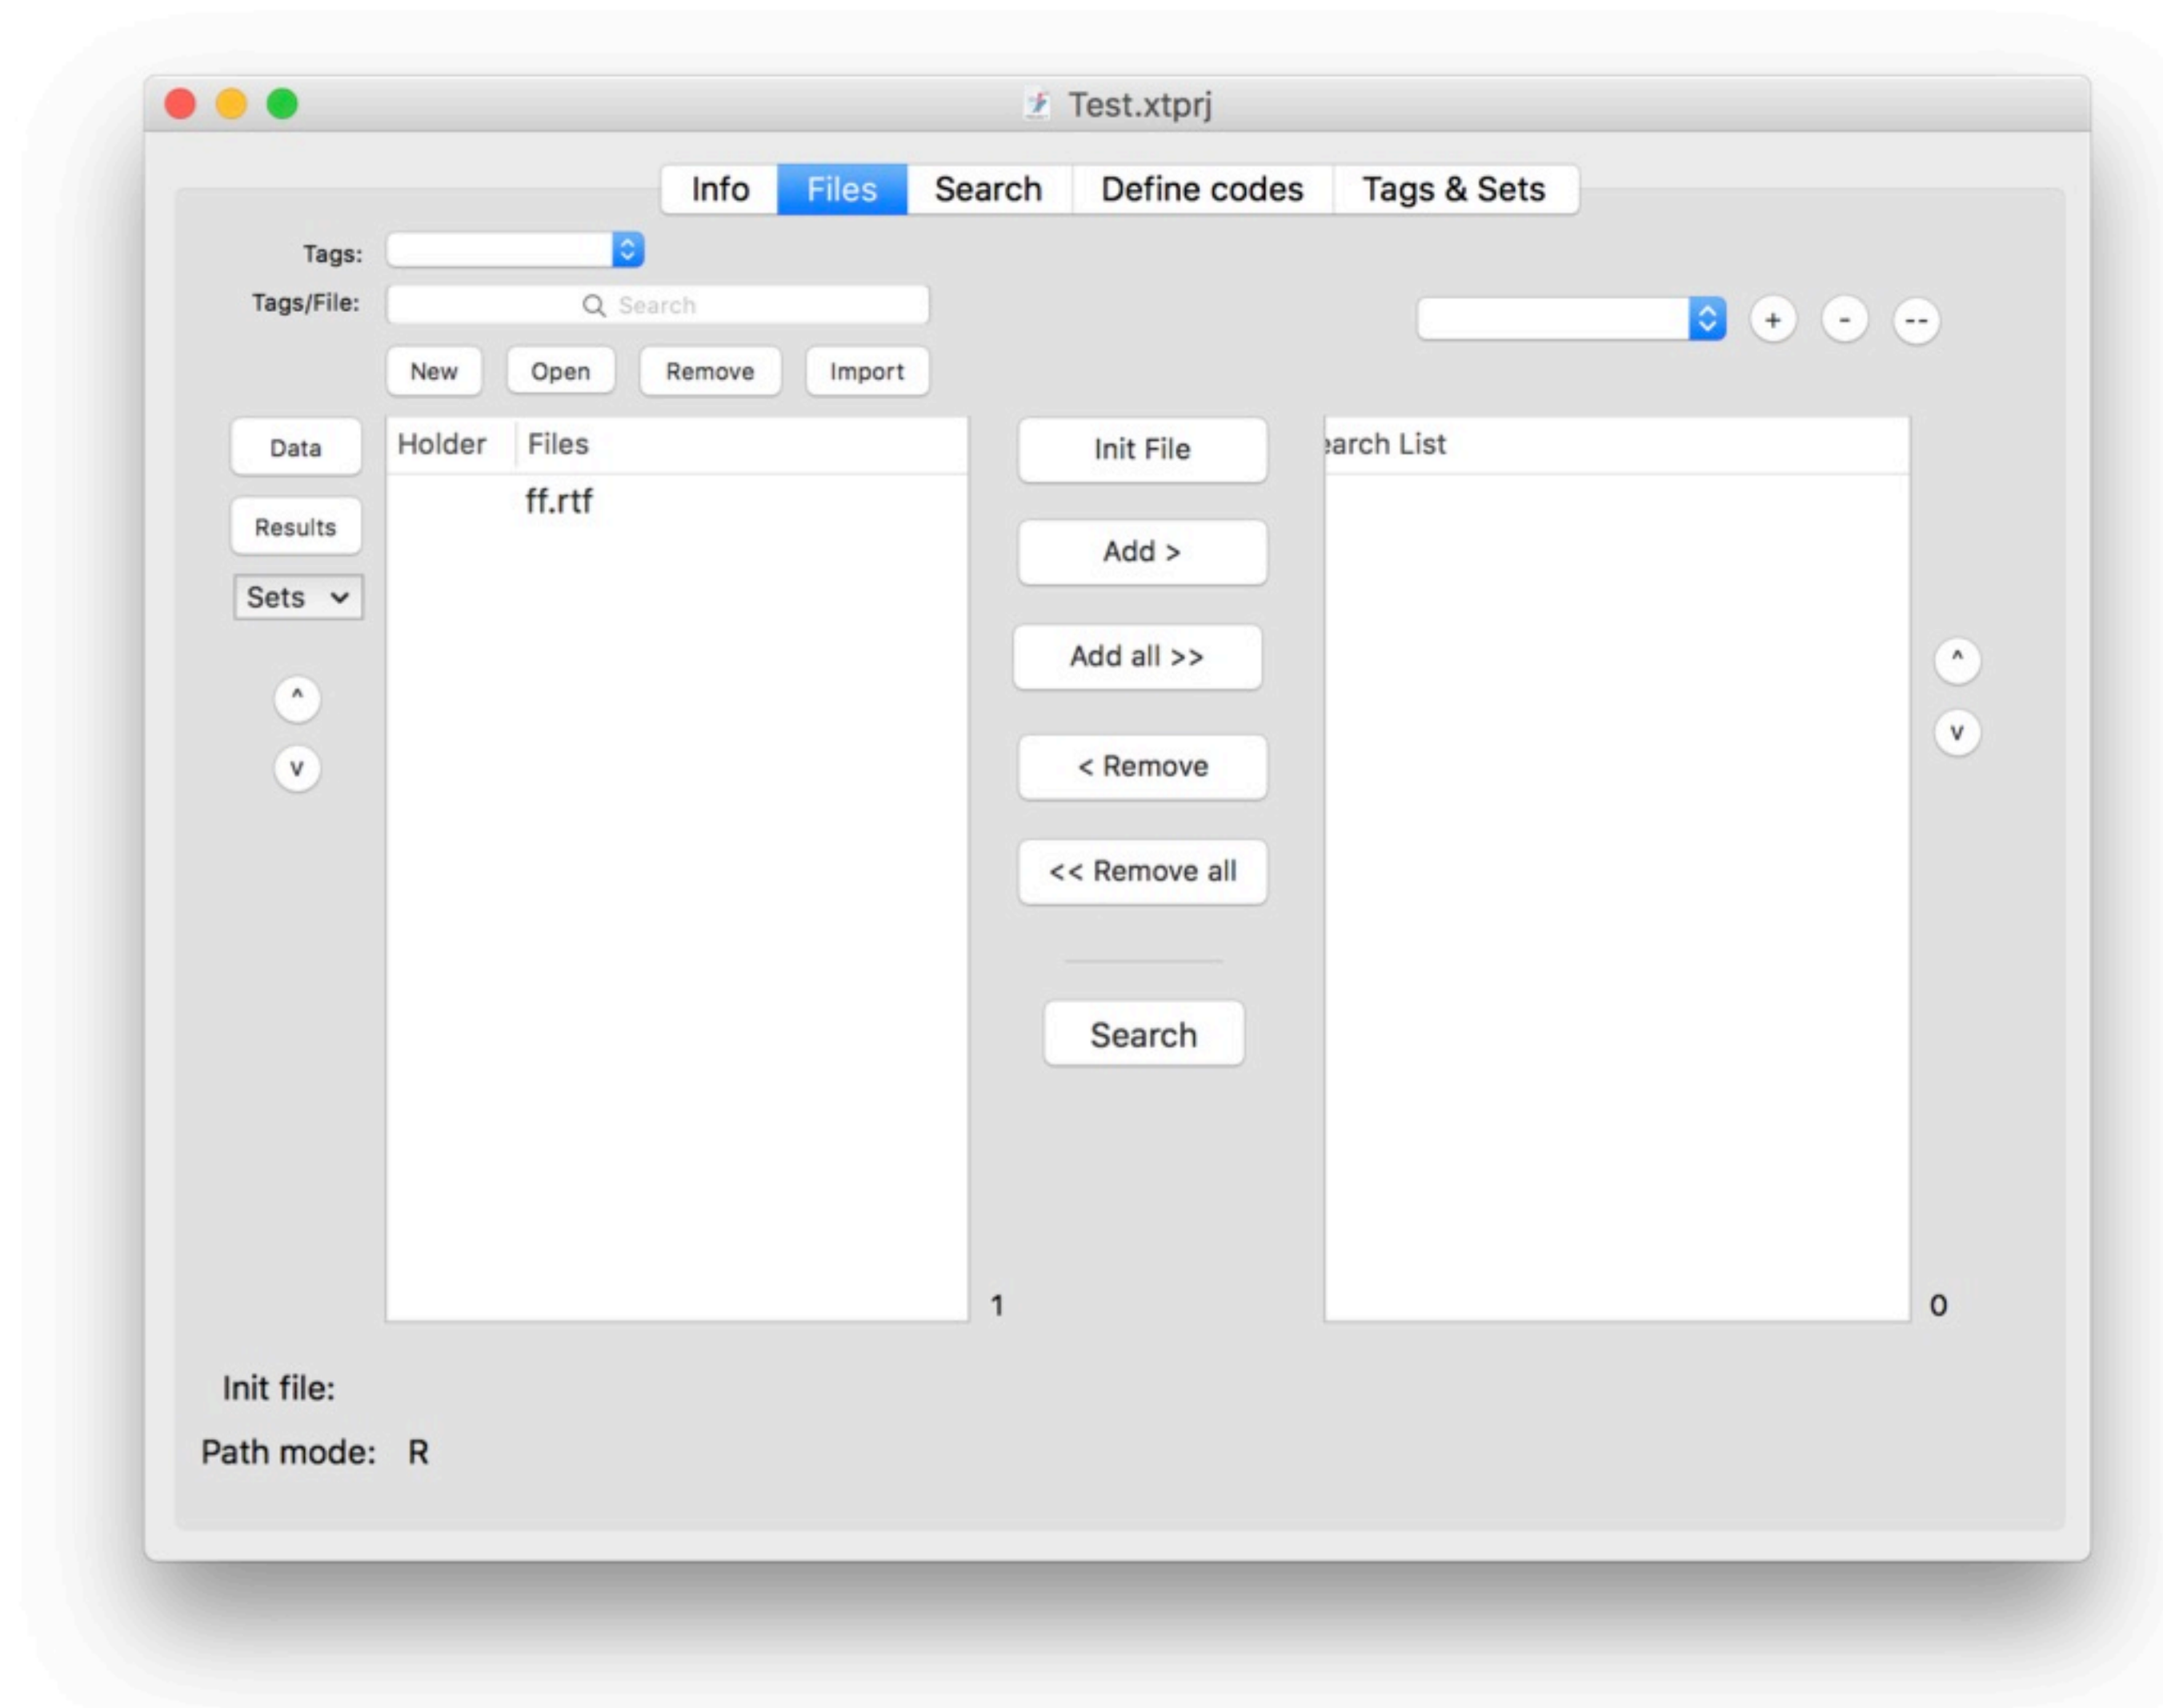 Test.xtprj
Info Files Search Define codes Tags & Sets
Tags:
Tags/File: Search
+ - --
New Open Remove Import
Data
Results
Sets
^
v
Holder Files
ff.rtf
1
Init File
Add >
Add all >>
< Remove
<< Remove all
Search
earch List
^
v
0
Init file:
Path mode: R